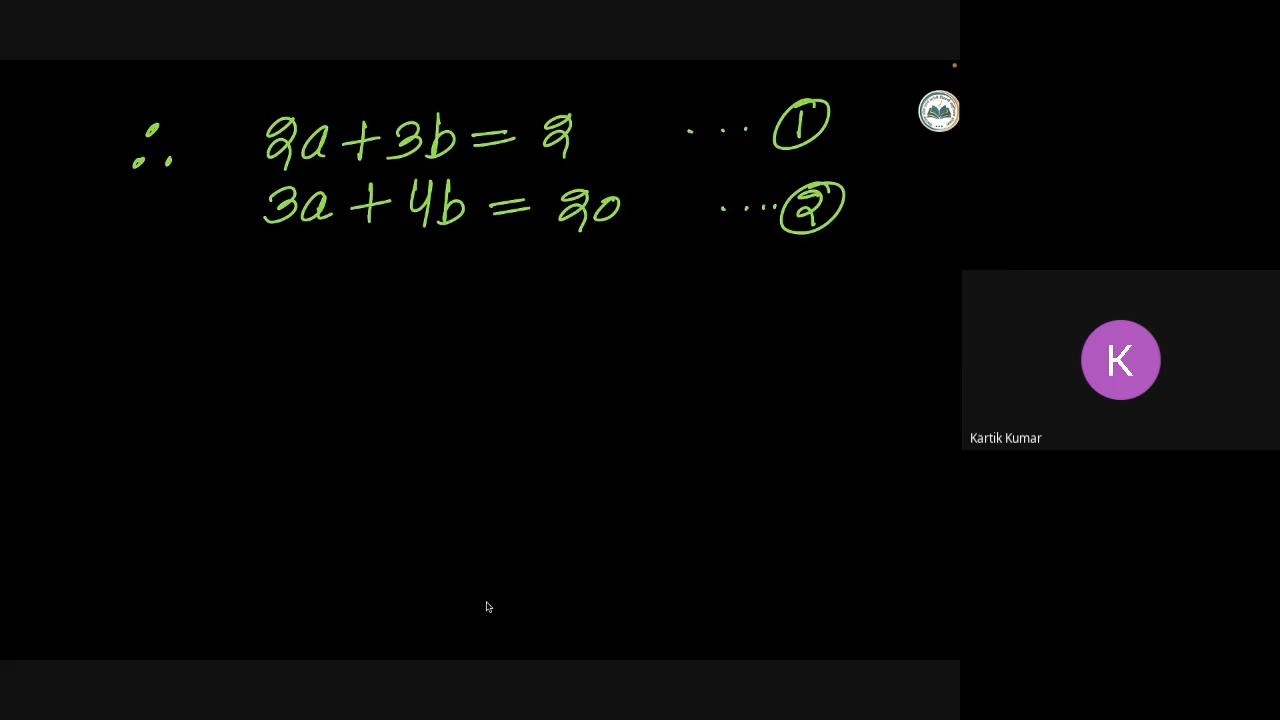 ∴ 2a + 3b = 2 ... ①
3a + 4b = 20 .... ②
K
Kartik Kumar